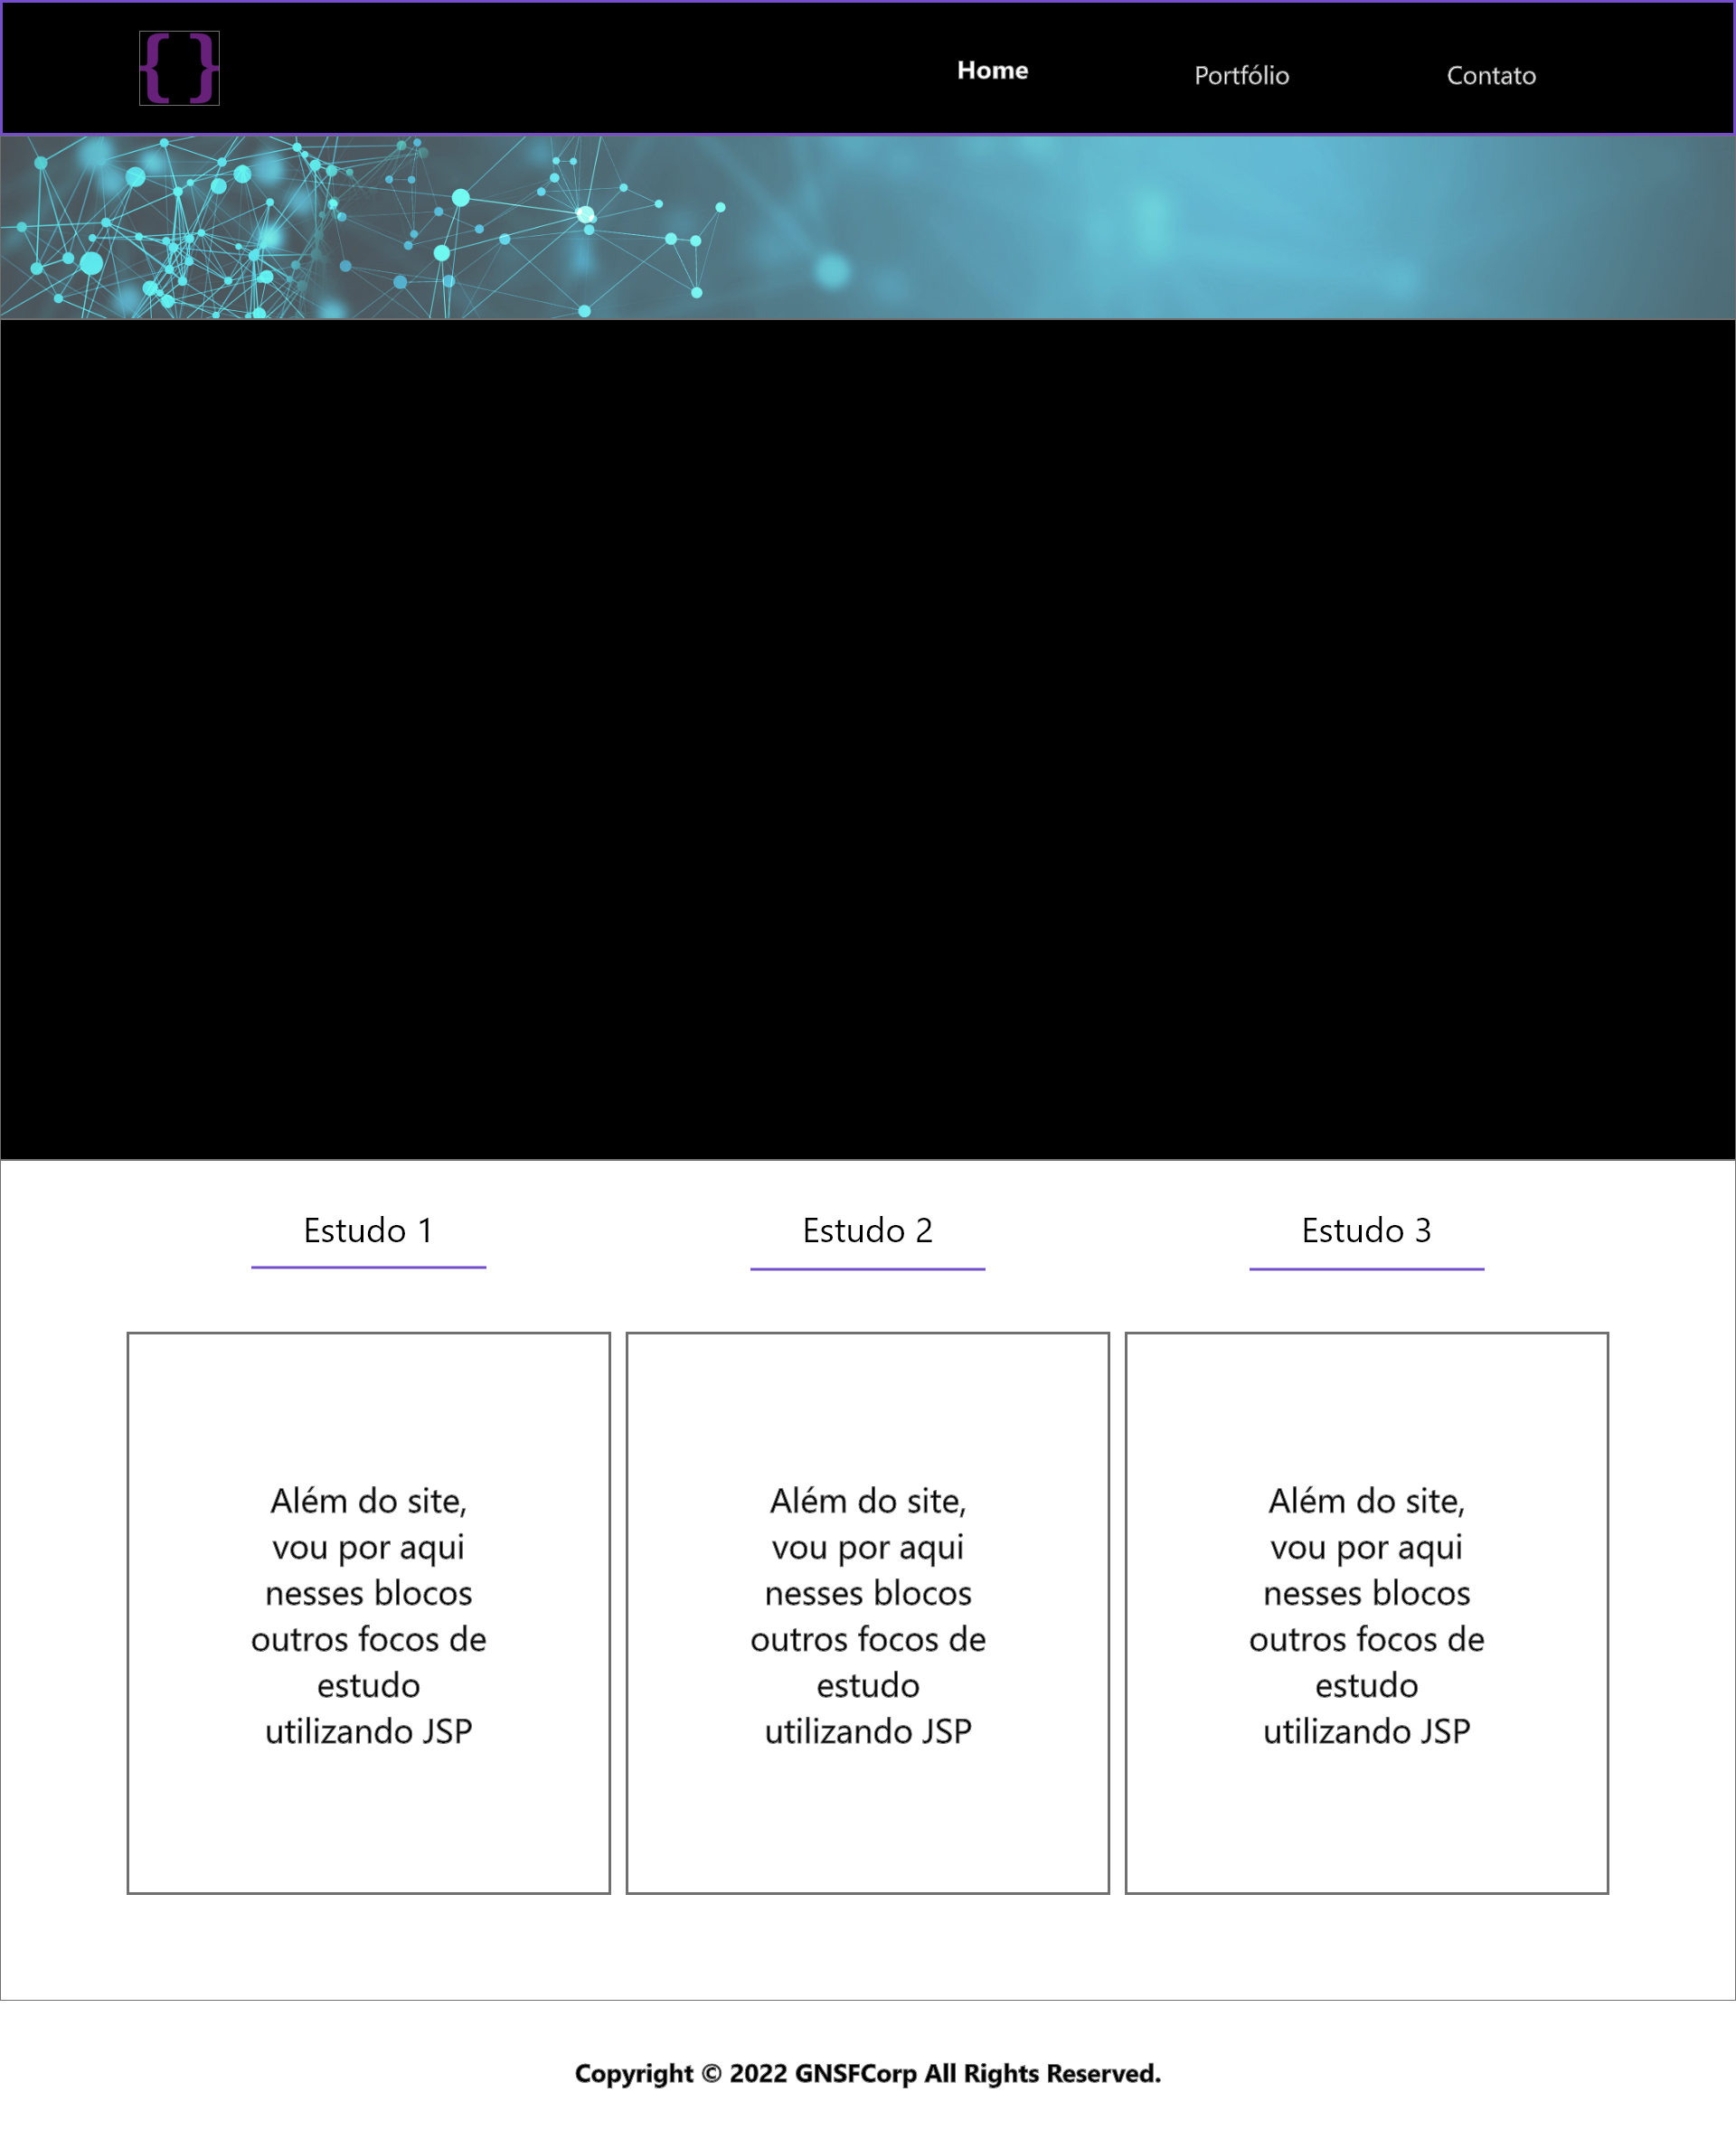 { }
Home
Portfólio
Contato
Estudo 1
Estudo 2
Estudo 3
Além do site,
vou por aqui
nesses blocos
outros focos de
estudo
utilizando JSP
Além do site,
vou por aqui
nesses blocos
outros focos de
estudo
utilizando JSP
Além do site,
vou por aqui
nesses blocos
outros focos de
estudo
utilizando JSP
Copyright © 2022 GNSFCorp All Rights Reserved.